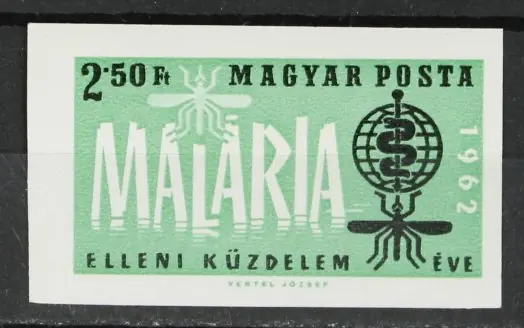 2·50 Ft MAGYAR POSTA
1962
MALÁRIA
ELLENI KÜZDELEM ÉVE
VERTEL JÓZSEF